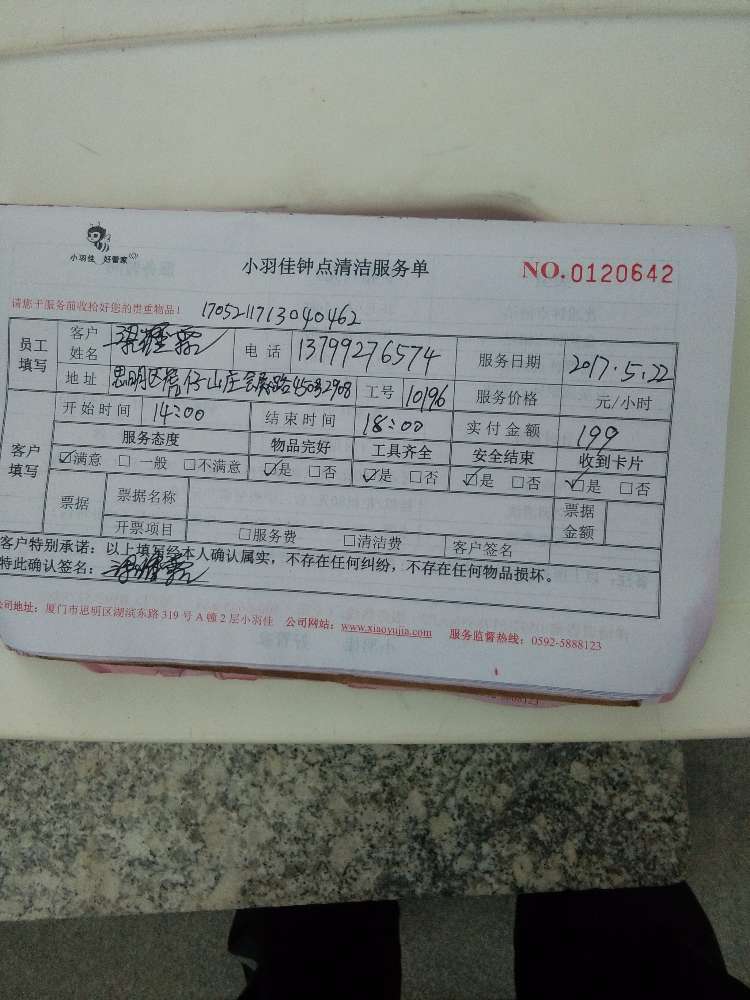 小羽佳 好管家
小羽佳钟点清洁服务单
NO.0120642
请您于服务前收检好您的贵重物品！
1705211713040462
员工填写 客户姓名 电话 13799276574 服务日期 2017.5.22
地址 思明区 仔山庄会展路450号2908 工号 10196 服务价格 元/小时
客户填写 开始时间 14:00 结束时间 18:00 实付金额 199
服务态度 物品完好 工具齐全 安全结束 收到卡片
☑满意 □一般 □不满意 ☑是 □否 ☑是 □否 ☑是 □否 ☑是 □否
票据 票据名称 票据金额
开票项目 □服务费 □清洁费 客户签名
客户特别承诺：以上填写经本人确认属实，不存在任何纠纷，不存在任何物品损坏。
特此确认签名：
公司地址：厦门市思明区湖滨东路319号A幢2层小羽佳 公司网站：www.xiaoyujia.com 服务监督热线：0592-5888123